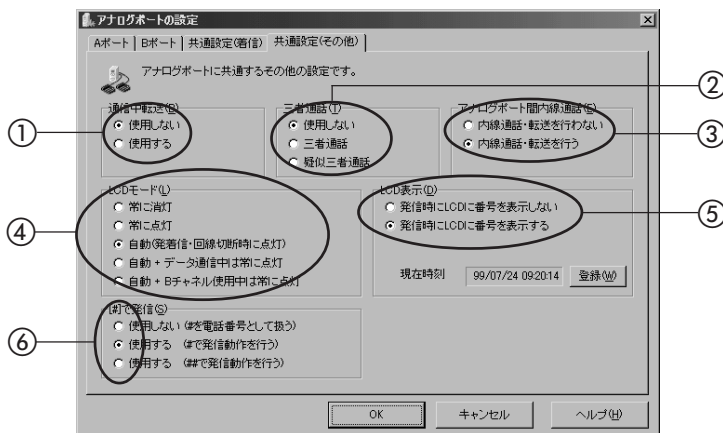 アナログポートの設定
Aポート Bポート 共通設定(着信) 共通設定(その他)
アナログポートに共通するその他の設定です。
②
通信中転送(B)
三者通話(T)
アナログポート間内線通話(E)
①
使用しない
使用する
使用しない
三者通話
疑似三者通話
内線通話・転送を行わない
内線通話・転送を行う
③
LCDモード(L)
常に消灯
常に点灯
自動(発着信・回線切断時に点灯)
自動 + データ通信中は常に点灯
自動 + Bチャネル使用中は常に点灯
④
LCD表示(D)
発信時にLCDに番号を表示しない
発信時にLCDに番号を表示する
⑤
現在時刻 99/07/24 09:20:14 登録(W)
[#]で発信(S)
使用しない (#を電話番号として扱う)
使用する (#で発信動作を行う)
使用する (##で発信動作を行う)
⑥
OK キャンセル ヘルプ(H)